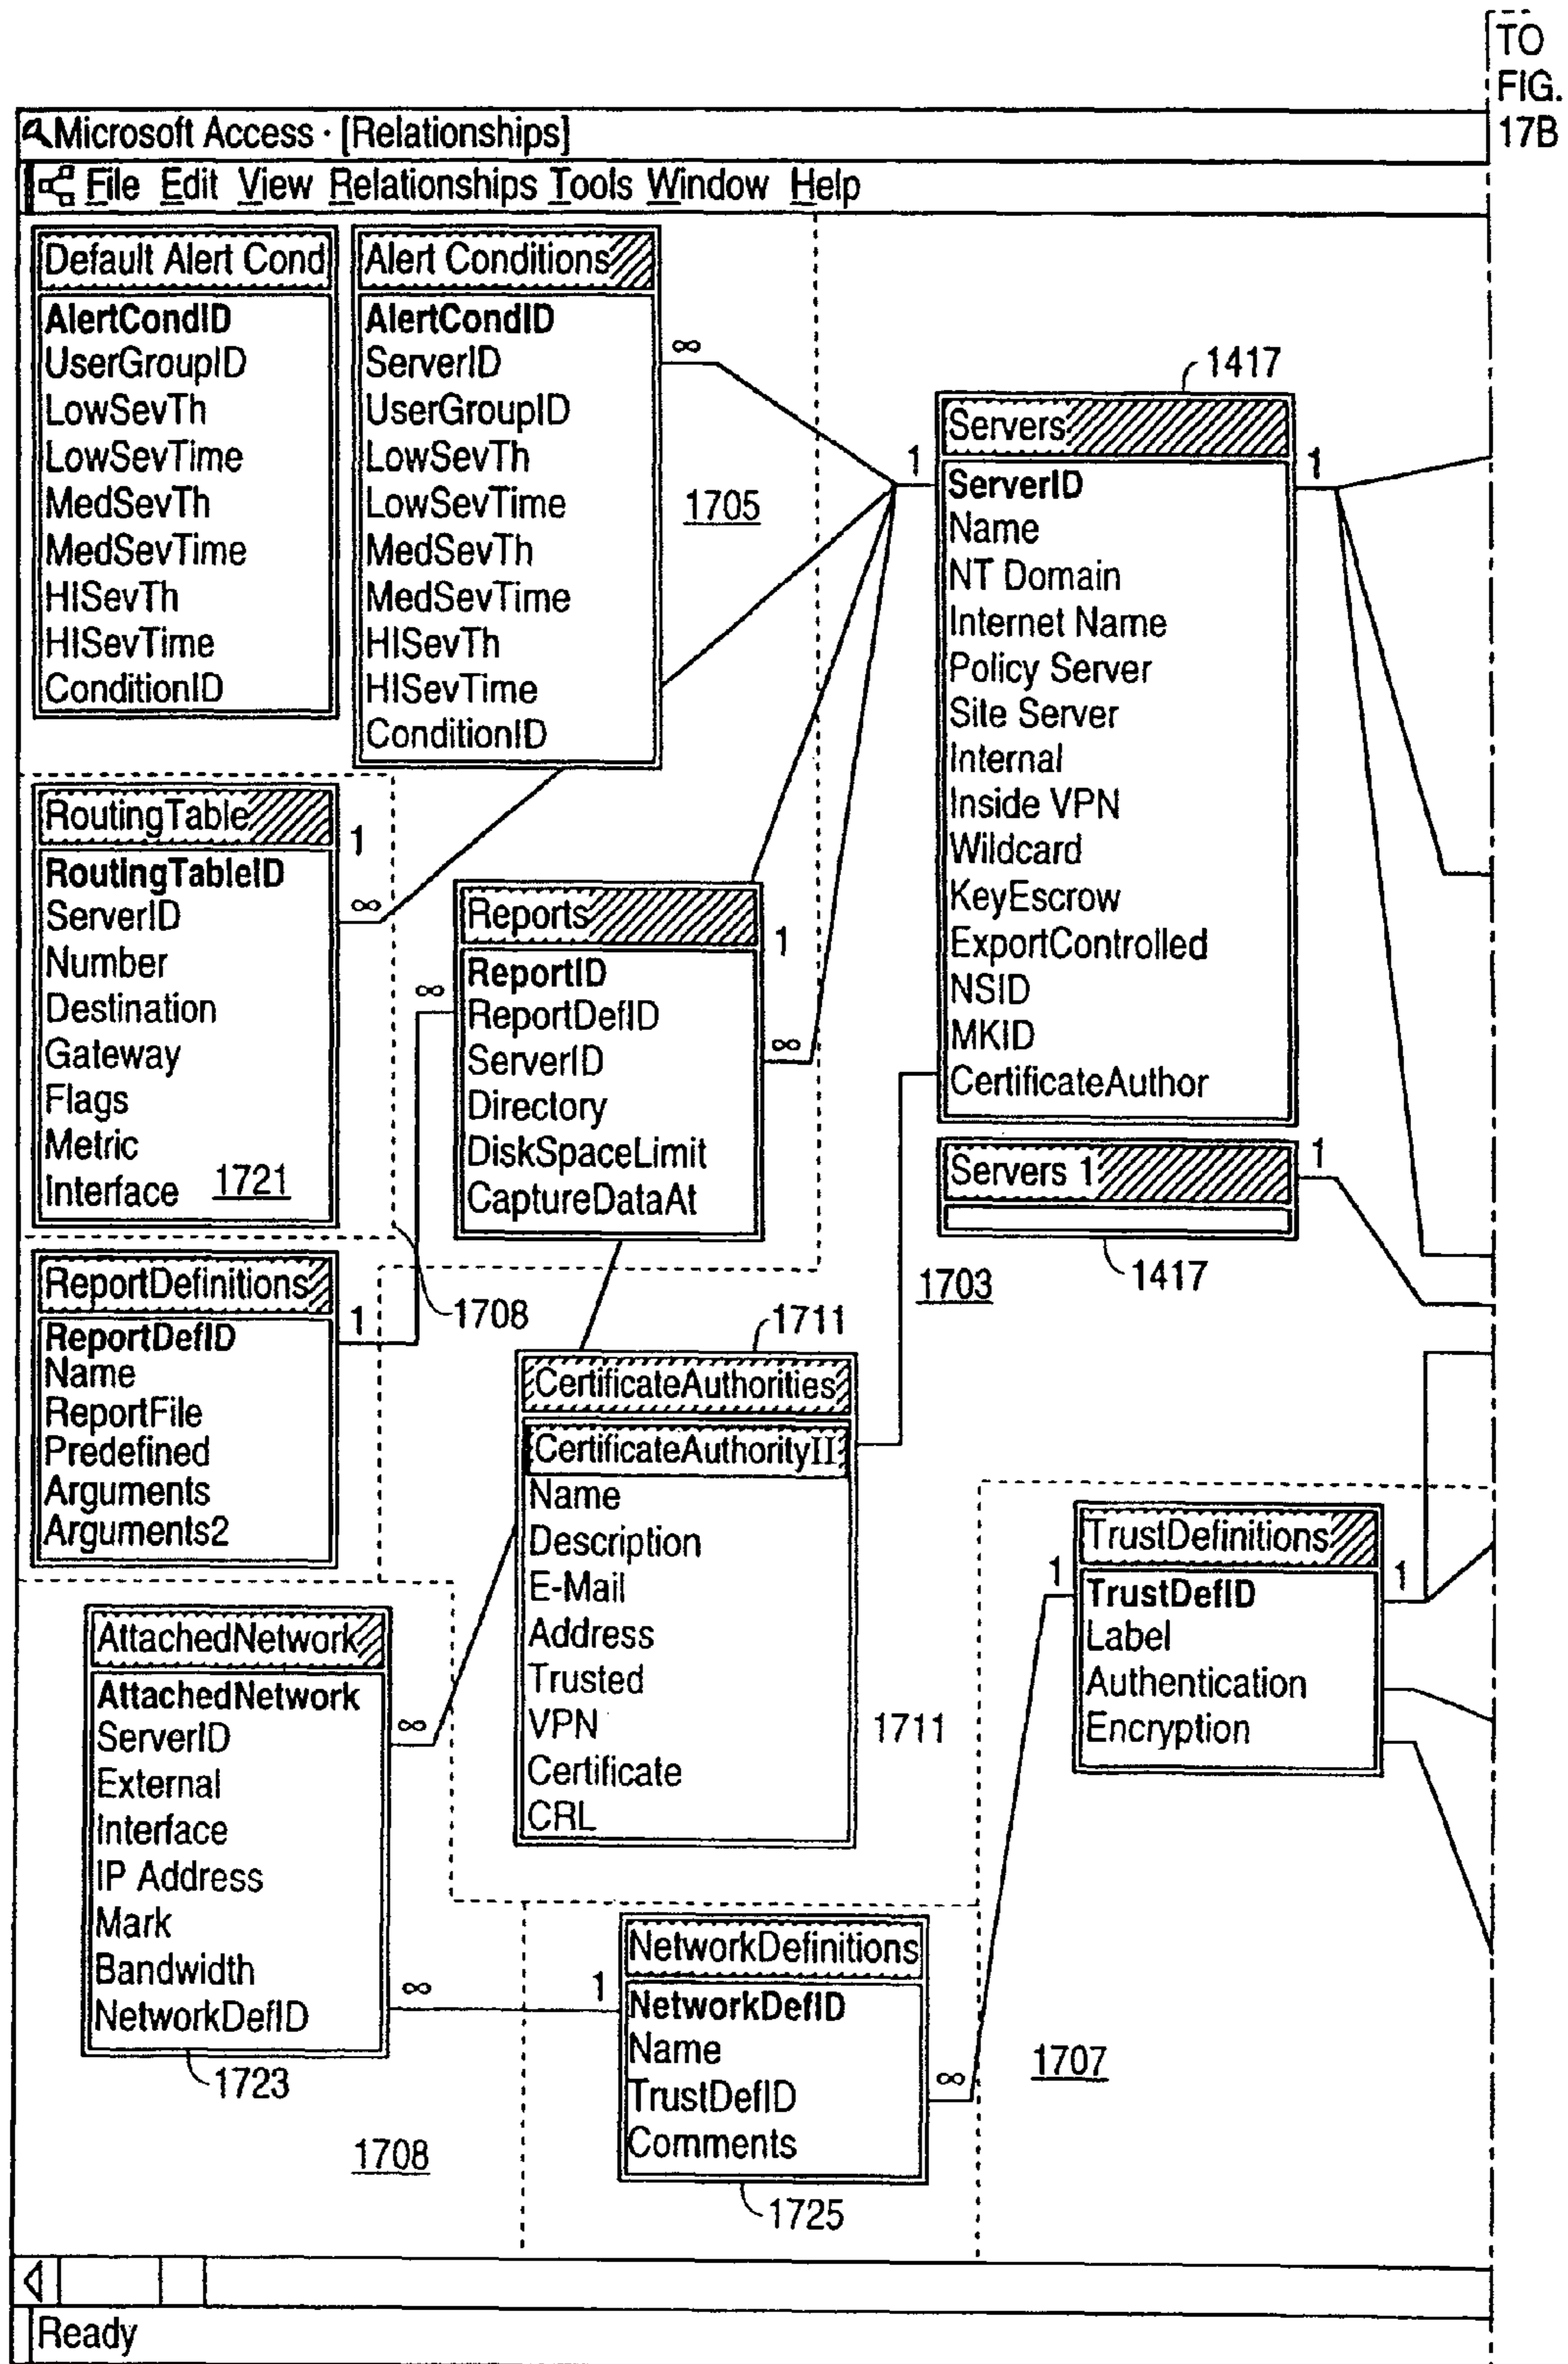 TO
FIG.
17B
Microsoft Access · [Relationships]
File Edit View Relationships Tools Window Help
Default Alert Cond
AlertCondID
UserGroupID
LowSevTh
LowSevTime
MedSevTh
MedSevTime
HISevTh
HISevTime
ConditionID
Alert Conditions
AlertCondID
ServerID
UserGroupID
LowSevTh
LowSevTime
MedSevTh
MedSevTime
HISevTh
HISevTime
ConditionID
∞
1705
1417
Servers
1
1
ServerID
Name
NT Domain
Internet Name
Policy Server
Site Server
Internal
Inside VPN
Wildcard
KeyEscrow
ExportControlled
NSID
MKID
CertificateAuthor
Servers 1
1
1417
1703
RoutingTable
1
RoutingTableID
ServerID
∞
Number
Destination
Gateway
Flags
Metric
Interface
1721
Reports
1
ReportID
∞
ReportDefID
ServerID
∞
Directory
DiskSpaceLimit
CaptureDataAt
ReportDefinitions
1
ReportDefID
Name
ReportFile
Predefined
Arguments
Arguments2
1708
1711
CertificateAuthorities
CertificateAuthorityII
Name
Description
E-Mail
Address
Trusted
VPN
Certificate
CRL
1711
TrustDefinitions
1
1
TrustDefID
Label
Authentication
Encryption
AttachedNetwork
AttachedNetwork
ServerID
∞
External
Interface
IP Address
Mark
Bandwidth
NetworkDefID
∞
1723
1708
NetworkDefinitions
1
NetworkDefID
Name
TrustDefID
∞
Comments
1725
1707
Ready